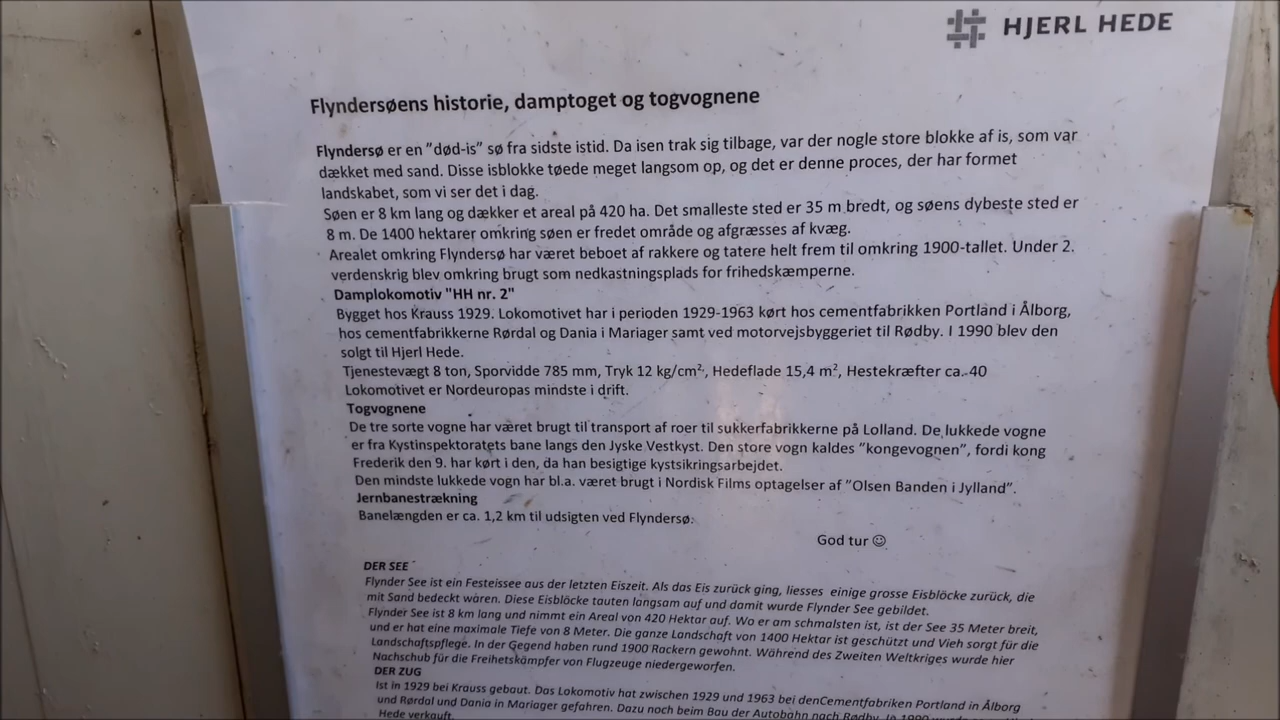 HJERL HEDE
Flyndersøens historie, damptoget og togvognene
Flyndersø er en "død-is" sø fra sidste istid. Da isen trak sig tilbage, var der nogle store blokke af is, som var
dækket med sand. Disse isblokke tøede meget langsom op, og det er denne proces, der har formet
landskabet, som vi ser det i dag.
Søen er 8 km lang og dækker et areal på 420 ha. Det smalleste sted er 35 m bredt, og søens dybeste sted er
8 m. De 1400 hektarer omkring søen er fredet område og afgræsses af kvæg.
Arealet omkring Flyndersø har været beboet af rakkere og tatere helt frem til omkring 1900-tallet. Under 2.
verdenskrig blev omkring brugt som nedkastningsplads for frihedskæmperne.
Damplokomotiv "HH nr. 2"
Bygget hos Krauss 1929. Lokomotivet har i perioden 1929-1963 kørt hos cementfabrikken Portland i Ålborg,
hos cementfabrikkerne Rørdal og Dania i Mariager samt ved motorvejsbyggeriet til Rødby. I 1990 blev den
solgt til Hjerl Hede.
Tjenestevægt 8 ton, Sporvidde 785 mm, Tryk 12 kg/cm², Hedeflade 15,4 m², Hestekræfter ca. 40
Lokomotivet er Nordeuropas mindste i drift.
Togvognene
De tre sorte vogne har været brugt til transport af roer til sukkerfabrikkerne på Lolland. De lukkede vogne
er fra Kystinspektoratets bane langs den Jyske Vestkyst. Den store vogn kaldes "kongevognen", fordi kong
Frederik den 9. har kørt i den, da han besigtige kystsikringsarbejdet.
Den mindste lukkede vogn har bl.a. været brugt i Nordisk Films optagelser af "Olsen Banden i Jylland".
Jernbanestrækning
Banelængden er ca. 1,2 km til udsigten ved Flyndersø.
God tur ☺
DER SEE
Flynder See ist ein Festeissee aus der letzten Eiszeit. Als das Eis zurück ging, liesses einige grosse Eisblöcke zurück, die
mit Sand bedeckt wären. Diese Eisblöcke tauten langsam auf und damit wurde Flynder See gebildet.
Flynder See ist 8 km lang und nimmt ein Areal von 420 Hektar auf. Wo er am schmalsten ist, ist der See 35 Meter breit,
und er hat eine maximale Tiefe von 8 Meter. Die ganze Landschaft von 1400 Hektar ist geschützt und Vieh sorgt für die
Landschaftspflege. In der Gegend haben rund 1900 Rackern gewohnt. Während des Zweiten Weltkriges wurde hier
Nachschub für die Freihetskämpfer von Flugzeuge niedergeworfen.
DER ZUG
Ist in 1929 bei Krauss gebaut. Das Lokomotiv hat zwischen 1929 und 1963 bei denCementfabriken Portland in Ålborg
und Rørdal und Dania in Mariager gefahren. Dazu noch beim Bau der Autobahn nach Rødby. In 1990
Hede verkauft.